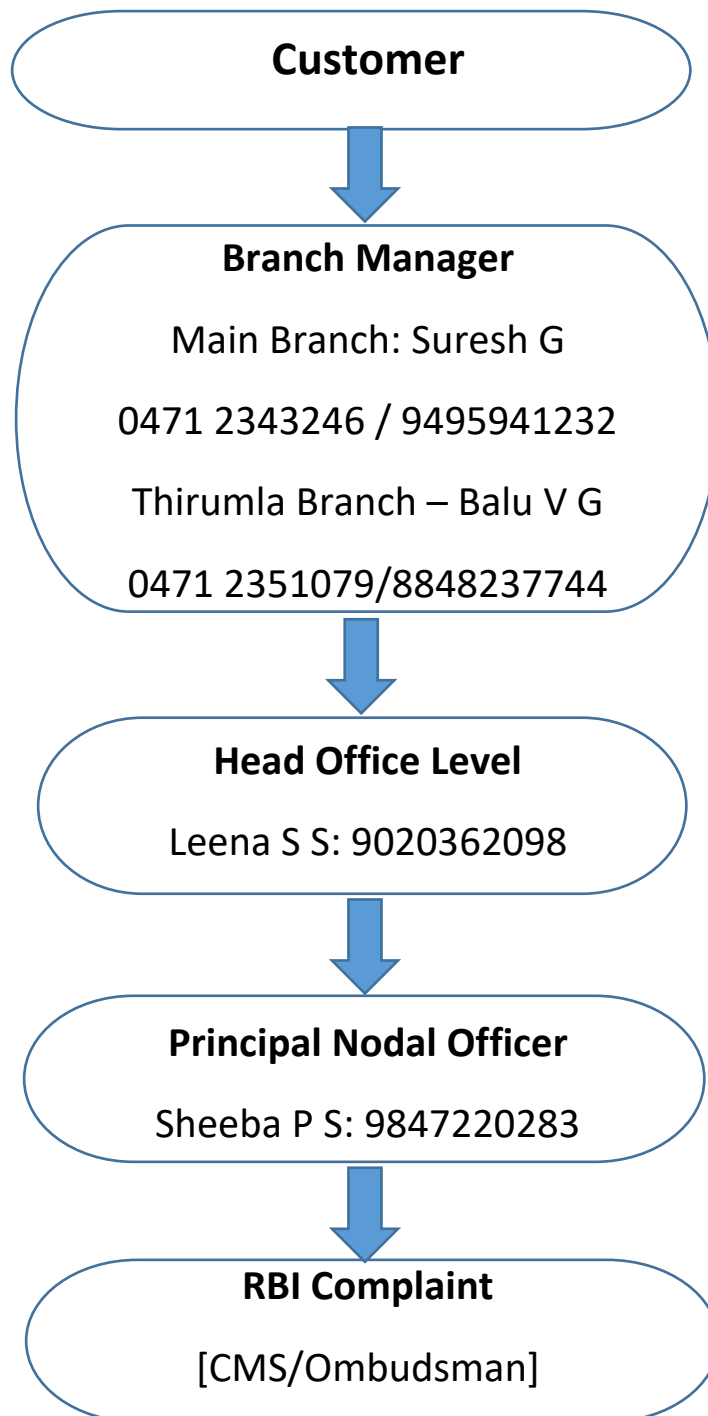 Customer
Branch Manager
Main Branch: Suresh G
0471 2343246 / 9495941232
Thirumla Branch – Balu V G
0471 2351079/8848237744
Head Office Level
Leena S S: 9020362098
Principal Nodal Officer
Sheeba P S: 9847220283
RBI Complaint
[CMS/Ombudsman]